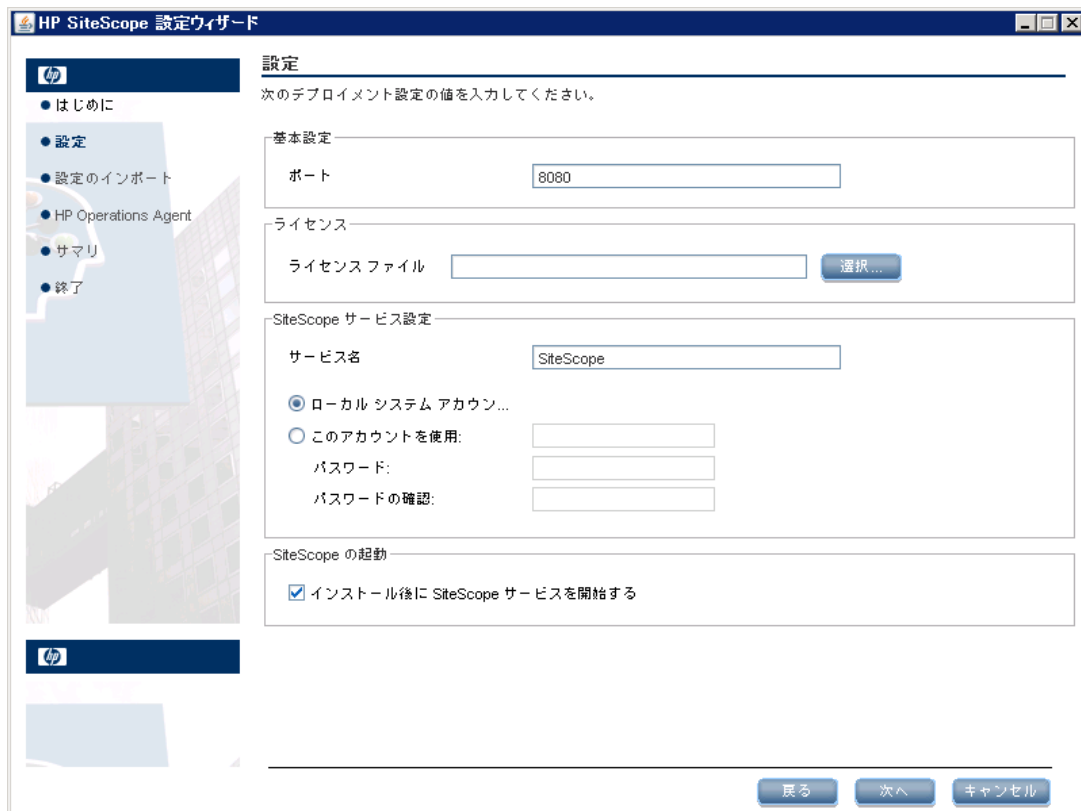 HP SiteScope 設定ウィザード
hp
はじめに
設定
設定のインポート
HP Operations Agent
サマリ
終了
hp
設定
次のデプロイメント設定の値を入力してください。
基本設定
ポート 8080
ライセンス
ライセンス ファイル 選択...
SiteScope サービス設定
サービス名 SiteScope
ローカル システム アカウン...
このアカウントを使用:
パスワード:
パスワードの確認:
SiteScope の起動
インストール後に SiteScope サービスを開始する
戻る 次へ キャンセル